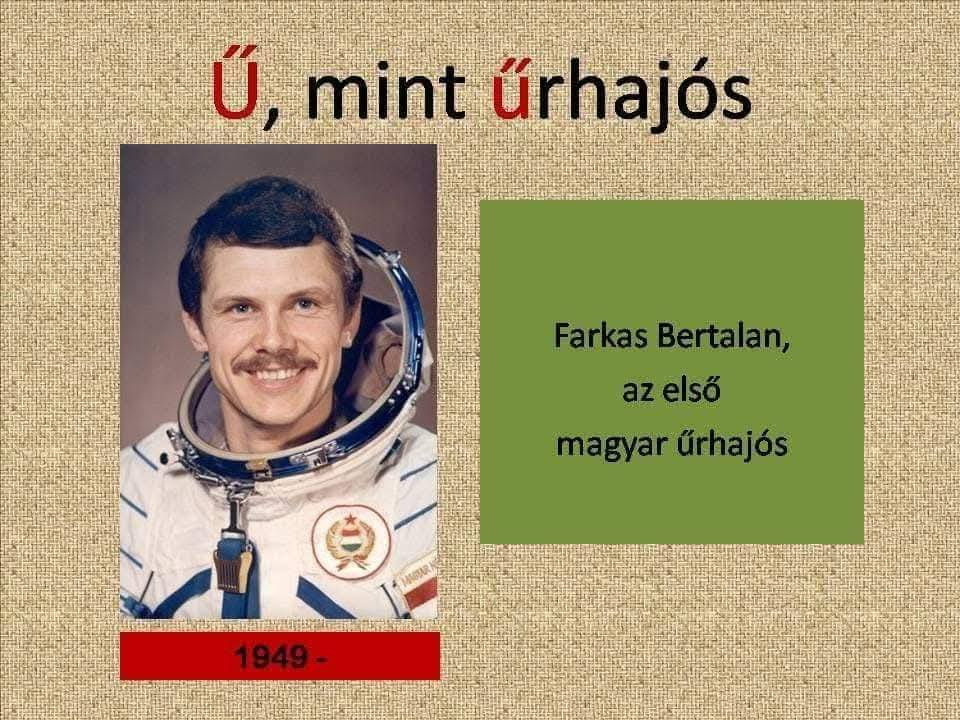 Ű, mint űrhajós
Farkas Bertalan,
az első
magyar űrhajós
1949 -